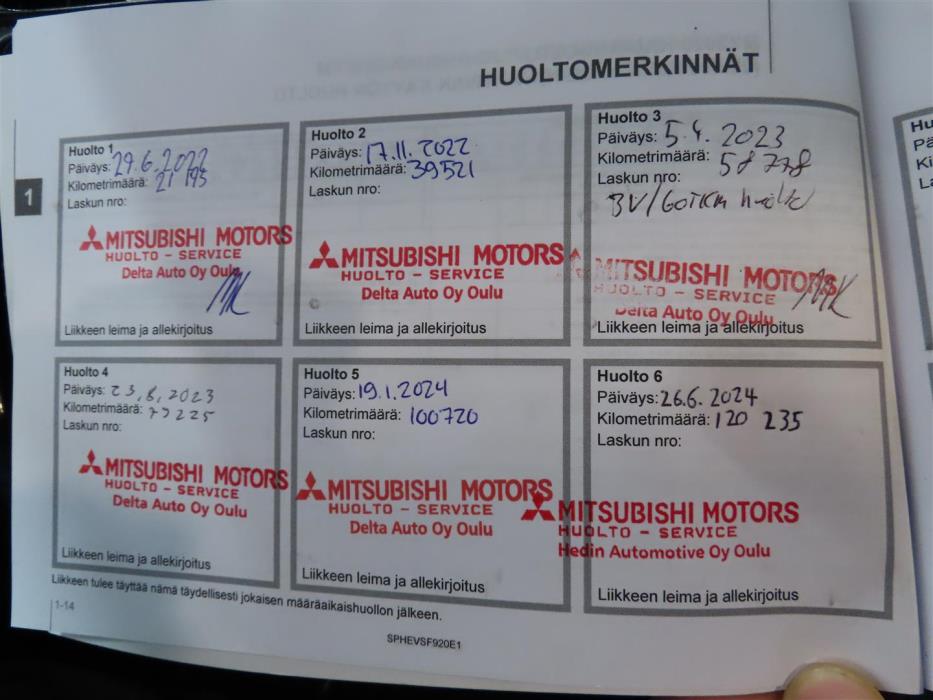 HUOLTOMERKINNÄT
1
Huolto 1
Päiväys: 29.6.2022
Kilometrimäärä: 21 195
Laskun nro:
MITSUBISHI MOTORS
HUOLTO - SERVICE
Delta Auto Oy Oulu
Liikkeen leima ja allekirjoitus
Huolto 2
Päiväys: 17.11.2022
Kilometrimäärä: 39521
Laskun nro:
MITSUBISHI MOTORS
HUOLTO - SERVICE
Delta Auto Oy Oulu
Liikkeen leima ja allekirjoitus
Huolto 3
Päiväys: 5.4.2023
Kilometrimäärä: 58 778
Laskun nro:
3V/60TKM huolto
MITSUBISHI MOTORS
HUOLTO - SERVICE
Delta Auto Oy Oulu
Liikkeen leima ja allekirjoitus
Huolto 4
Päiväys: 23,8,2023
Kilometrimäärä: 77225
Laskun nro:
MITSUBISHI MOTORS
HUOLTO - SERVICE
Delta Auto Oy Oulu
Liikkeen leima ja allekirjoitus
Huolto 5
Päiväys: 19.1.2024
Kilometrimäärä: 100720
Laskun nro:
MITSUBISHI MOTORS
HUOLTO - SERVICE
Delta Auto Oy Oulu
Liikkeen leima ja allekirjoitus
Huolto 6
Päiväys: 26.6.2024
Kilometrimäärä: 120 235
Laskun nro:
MITSUBISHI MOTORS
HUOLTO - SERVICE
Hedin Automotive Oy Oulu
Liikkeen leima ja allekirjoitus
Liikkeen tulee täyttää nämä täydellisesti jokaisen määräaikaishuollon jälkeen.
1-14
SPHEVSF920E1